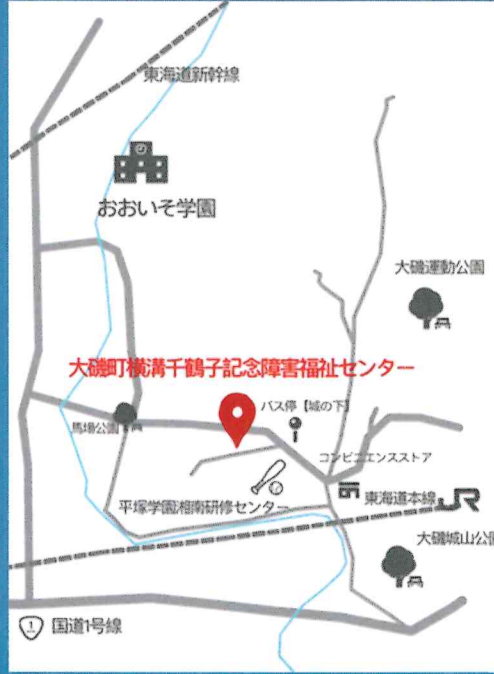 東海道新幹線
おおいそ学園
大磯運動公園
大磯町横溝千鶴子記念障害福祉センター
バス停【城の下】
馬場公園
コンビニエンスストア
平塚学園湘南研修センター
東海道本線
JR
大磯城山公園
1
国道1号線